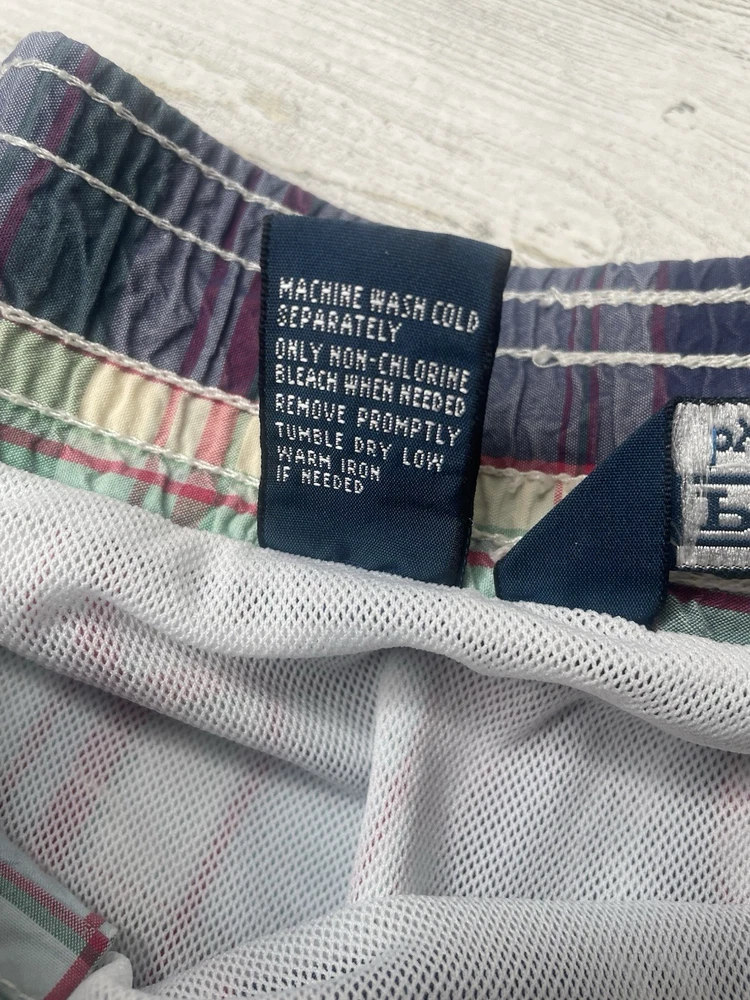 MACHINE WASH COLD
SEPARATELY
ONLY NON-CHLORINE
BLEACH WHEN NEEDED
REMOVE PROMPTLY
TUMBLE DRY LOW
WARM IRON
IF NEEDED